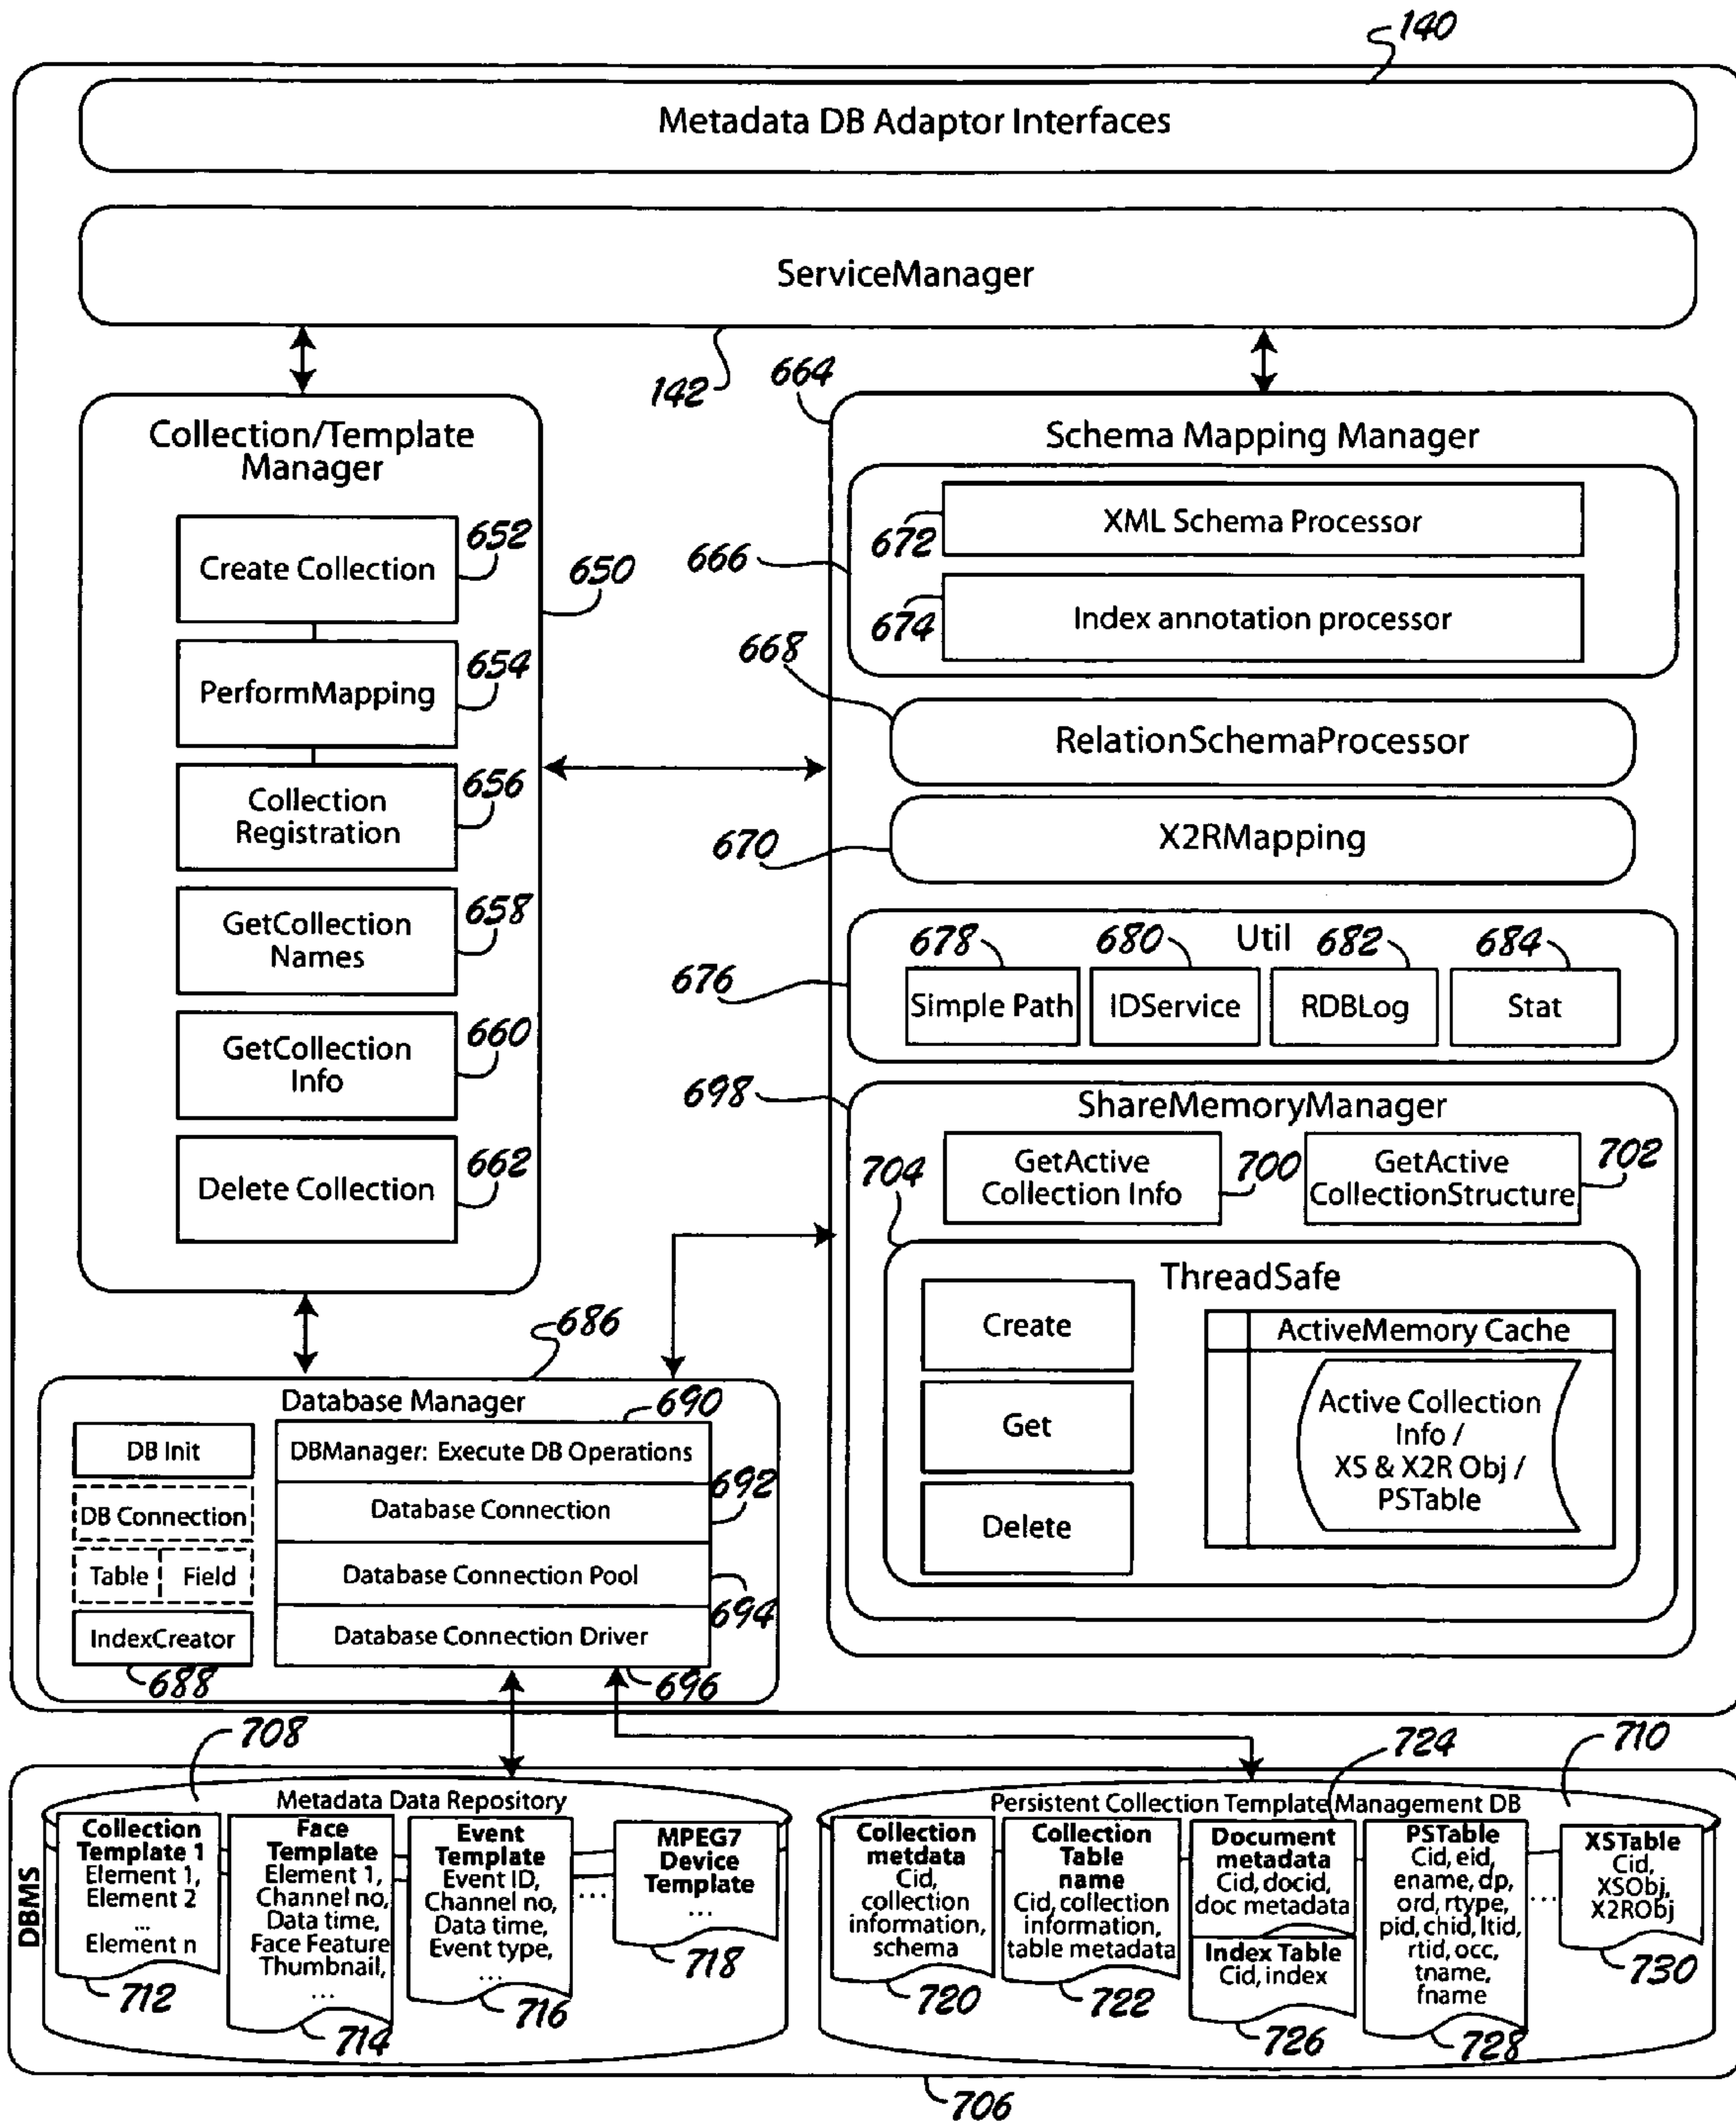 140
Metadata DB Adaptor Interfaces
ServiceManager
142
664
Collection/Template
Manager
Create Collection
652
650
PerformMapping
654
Collection
Registration
656
GetCollection
Names
658
GetCollection
Info
660
Delete Collection
662
Schema Mapping Manager
666
672
XML Schema Processor
674
Index annotation processor
668
RelationSchemaProcessor
670
X2RMapping
676
Util
678
680
682
684
Simple Path
IDService
RDBLog
Stat
698
ShareMemoryManager
704
GetActive
Collection Info
700
GetActive
CollectionStructure
702
ThreadSafe
Create
Get
Delete
ActiveMemory Cache
Active Collection
Info /
XS & X2R Obj /
PSTable
686
Database Manager
690
DB Init
DB Connection
Table
Field
IndexCreator
688
DBManager: Execute DB Operations
692
Database Connection
Database Connection Pool
694
Database Connection Driver
696
708
724
710
DBMS
Metadata Data Repository
Collection
Template 1
Element 1,
Element 2
...
Element n
712
Face
Template
Element 1,
Channel no,
Data time,
Face Feature
Thumbnail,
...
714
Event
Template
Event ID,
Channel no,
Data time,
Event type,
...
716
...
MPEG7
Device
Template
...
718
Persistent Collection Template Management DB
Collection
metdata
Cid,
collection
information,
schema
720
Collection
Table
name
Cid, collection
information,
table metadata
722
Document
metadata
Cid, docid,
doc metadata
Index Table
Cid, index
726
PSTable
Cid, eid,
ename, dp,
ord, rtype,
pid, chid, ltid,
rtid, occ,
tname,
fname
728
...
XSTable
Cid,
XSObj,
X2RObj
730
706